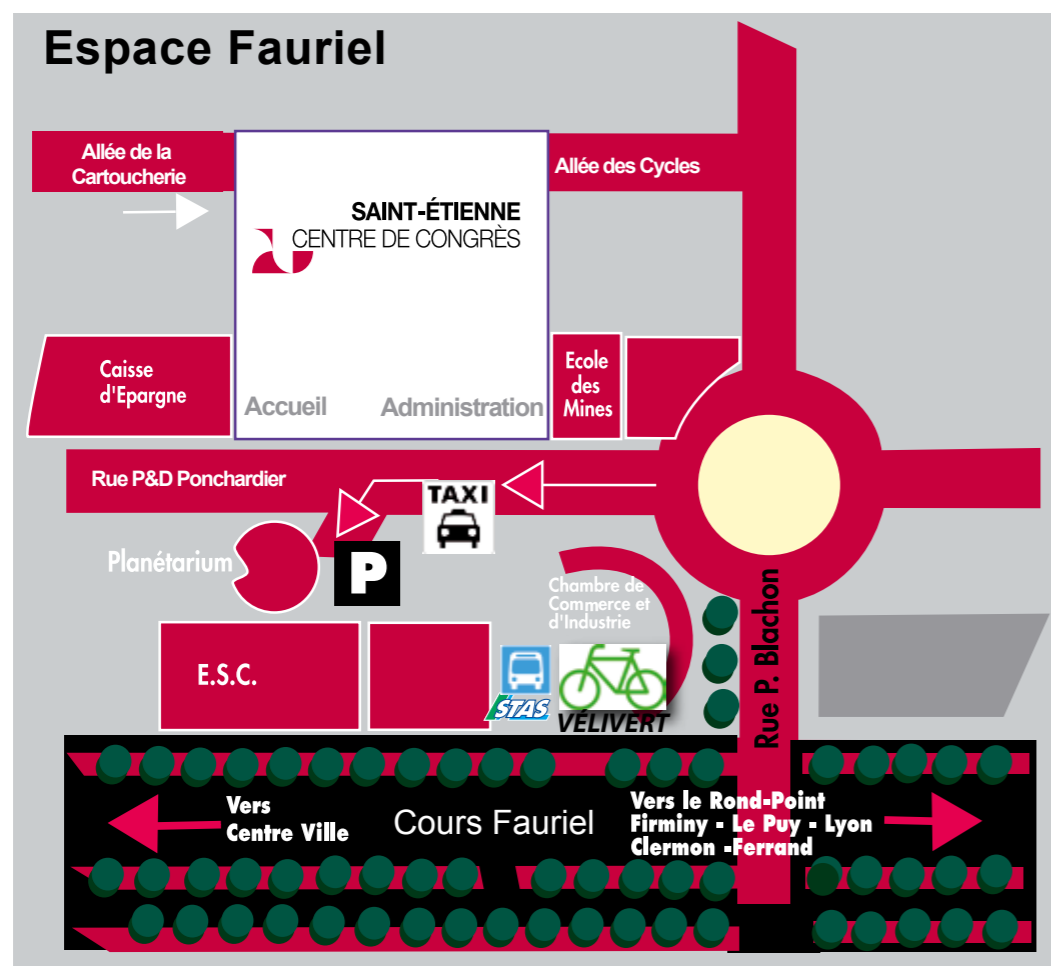 Espace Fauriel
Allée de la
Cartoucherie
Allée des Cycles
SAINT-ÉTIENNE
CENTRE DE CONGRÈS
Caisse
d'Epargne
Accueil
Administration
Ecole
des
Mines
Rue P&D Ponchardier
TAXI
P
Planétarium
Chambre de
Commerce et
d'Industrie
Rue P. Blachon
E.S.C.
STAS
VÉLIVERT
Vers
Centre Ville
Cours Fauriel
Vers le Rond-Point
Firminy - Le Puy - Lyon
Clermon -Ferrand